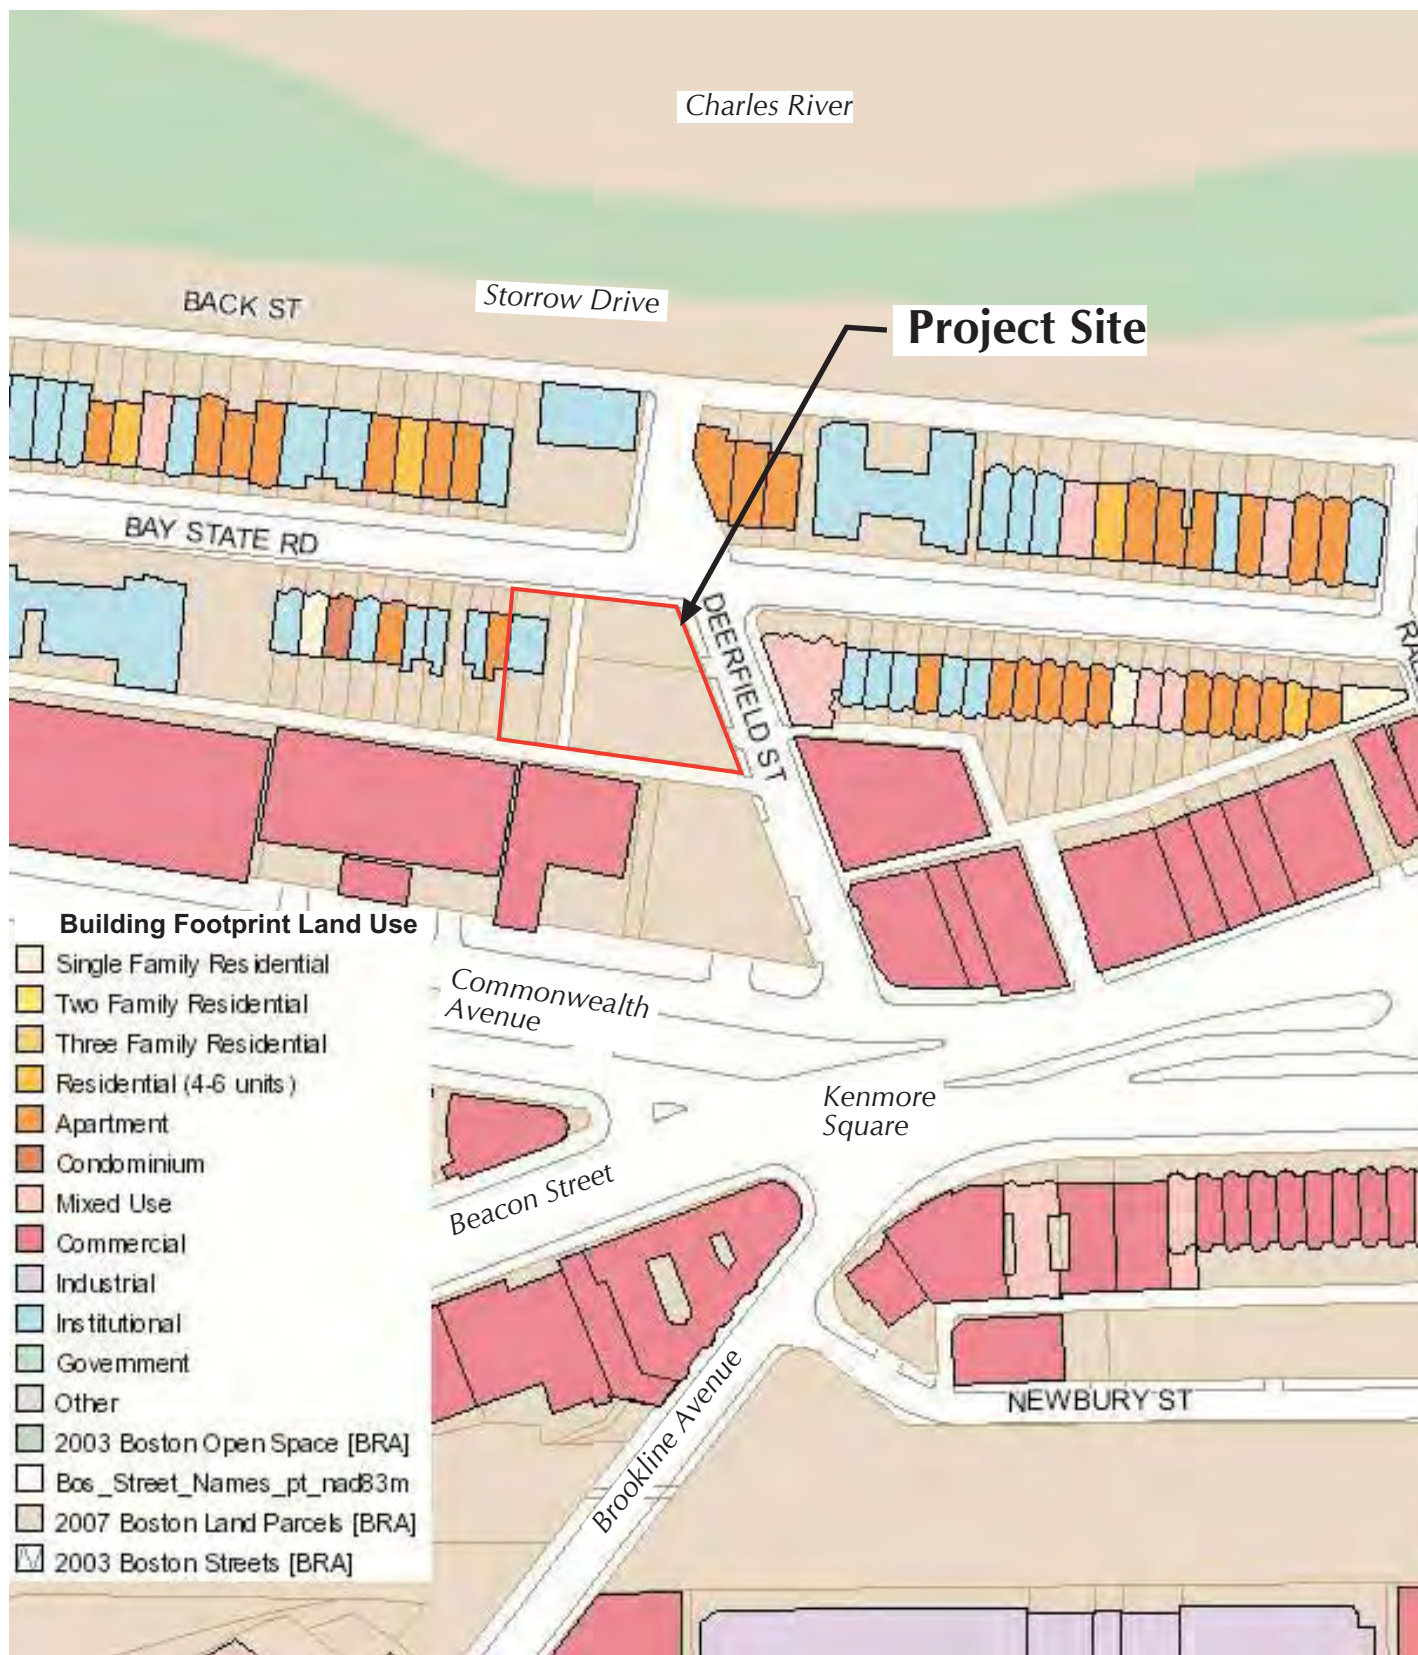 Charles River
BACK ST
Storrow Drive
Project Site
BAY STATE RD
DEERFIELD ST
Building Footprint Land Use
Single Family Residential
Two Family Residential
Three Family Residential
Residential (4-6 units)
Apartment
Condominium
Mixed Use
Commercial
Industrial
Institutional
Government
Other
2003 Boston Open Space [BRA]
Bos_Street_Names_pt_nad83m
2007 Boston Land Parcels [BRA]
2003 Boston Streets [BRA]
Commonwealth
Avenue
Kenmore
Square
Beacon Street
Brookline Avenue
NEWBURY ST